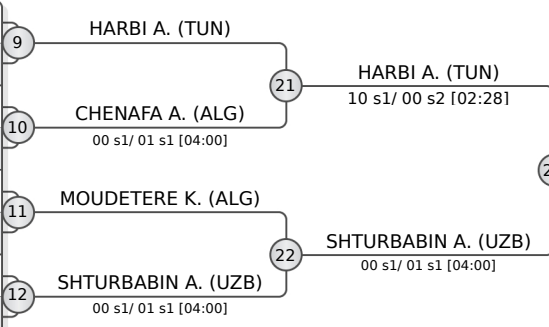 HARBI A. (TUN)
9
21
HARBI A. (TUN)
10 s1/ 00 s2 [02:28]
CHENAFA A. (ALG)
10
00 s1/ 01 s1 [04:00]
MOUDETERE K. (ALG)
11
22
SHTURBABIN A. (UZB)
00 s1/ 01 s1 [04:00]
SHTURBABIN A. (UZB)
12
00 s1/ 01 s1 [04:00]